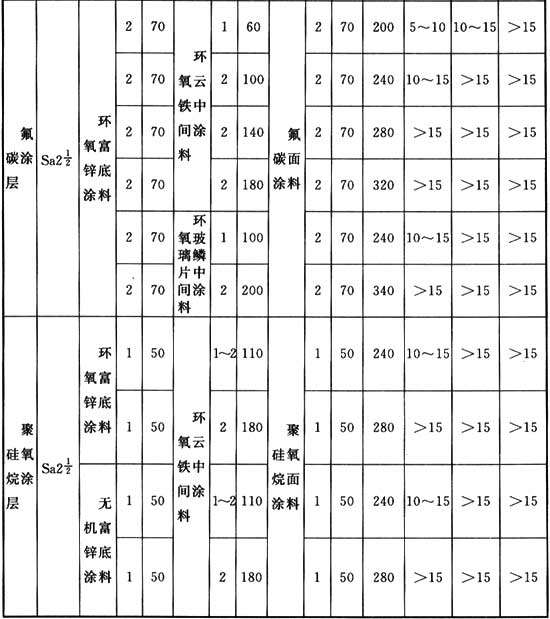 氟碳涂层 Sa2½ 环氧富锌底涂料 2 70 环氧云铁中间涂料 1 60 氟碳面涂料 2 70 200 5～10 10～15 ＞15
2 70 2 100 2 70 240 10～15 ＞15 ＞15
2 70 2 140 2 70 280 ＞15 ＞15 ＞15
2 70 2 180 2 70 320 ＞15 ＞15 ＞15
2 70 环氧玻璃鳞片中间涂料 1 100 2 70 240 10～15 ＞15 ＞15
2 70 2 200 2 70 340 ＞15 ＞15 ＞15
聚硅氧烷涂层 Sa2½ 环氧富锌底涂料 1 50 环氧云铁中间涂料 1～2 110 聚硅氧烷面涂料 1 50 240 10～15 ＞15 ＞15
1 50 2 180 1 50 280 ＞15 ＞15 ＞15
无机富锌底涂料 1 50 1～2 110 1 50 240 10～15 ＞15 ＞15
1 50 2 180 1 50 280 ＞15 ＞15 ＞15